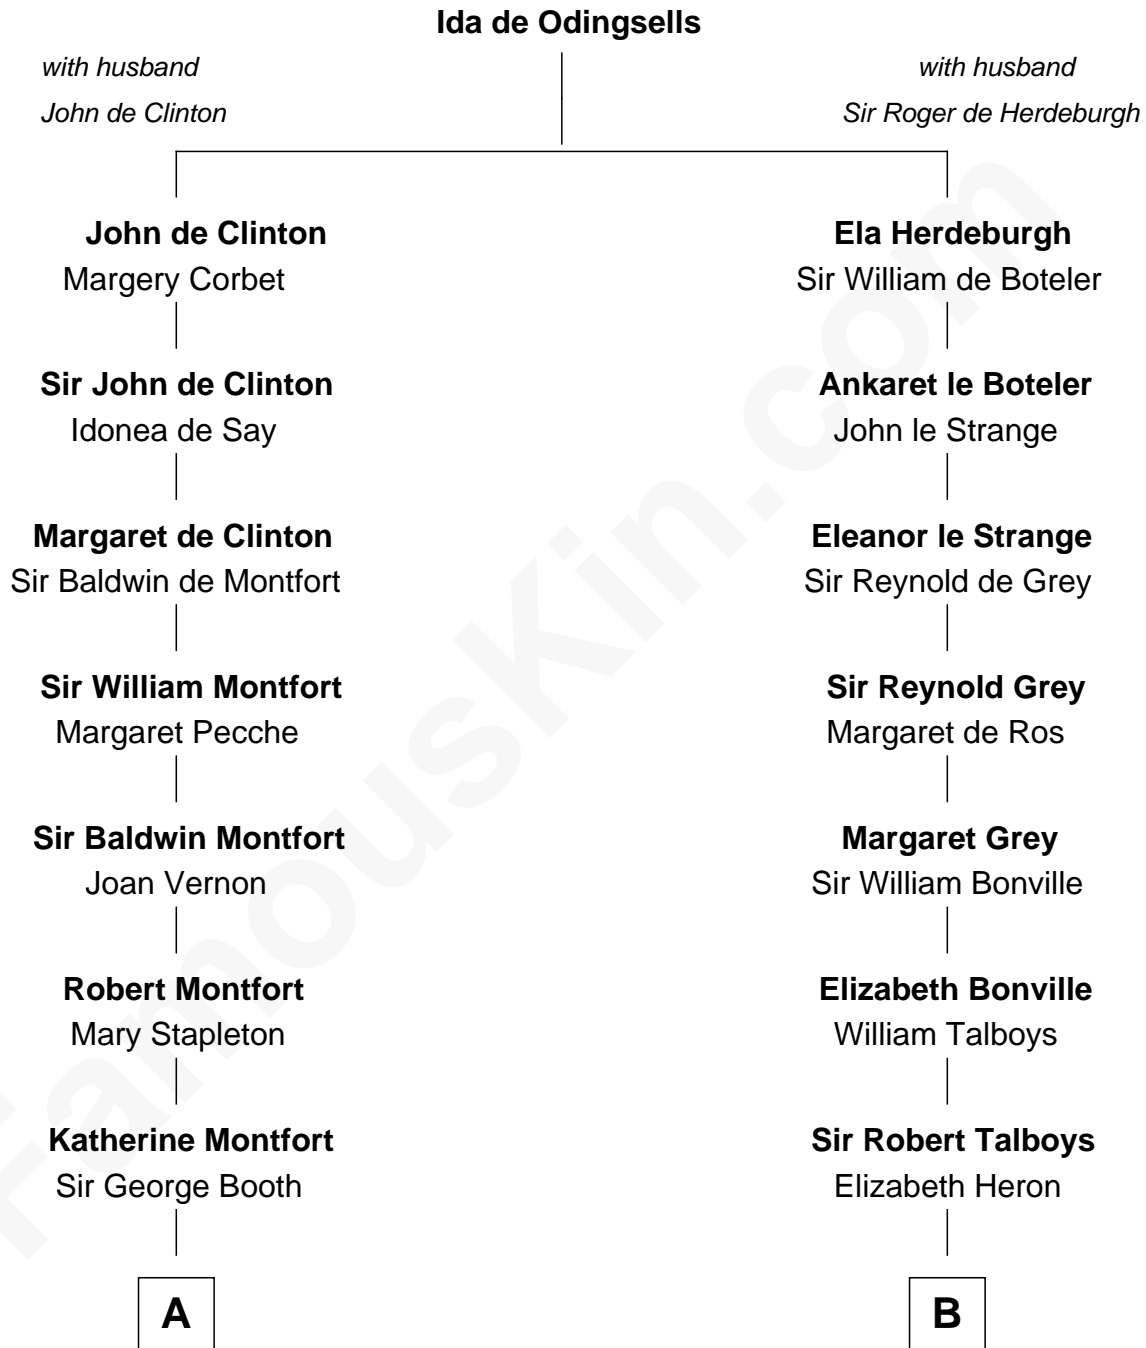 Ida de Odingsells
with husband
John de Clinton
with husband
Sir Roger de Herdeburgh
John de Clinton
Margery Corbet
Sir John de Clinton
Idonea de Say
Margaret de Clinton
Sir Baldwin de Montfort
Sir William Montfort
Margaret Pecche
Sir Baldwin Montfort
Joan Vernon
Robert Montfort
Mary Stapleton
Katherine Montfort
Sir George Booth
A
Ela Herdeburgh
Sir William de Boteler
Ankaret le Boteler
John le Strange
Eleanor le Strange
Sir Reynold de Grey
Sir Reynold Grey
Margaret de Ros
Margaret Grey
Sir William Bonville
Elizabeth Bonville
William Talboys
Sir Robert Talboys
Elizabeth Heron
B
FamousKin.com